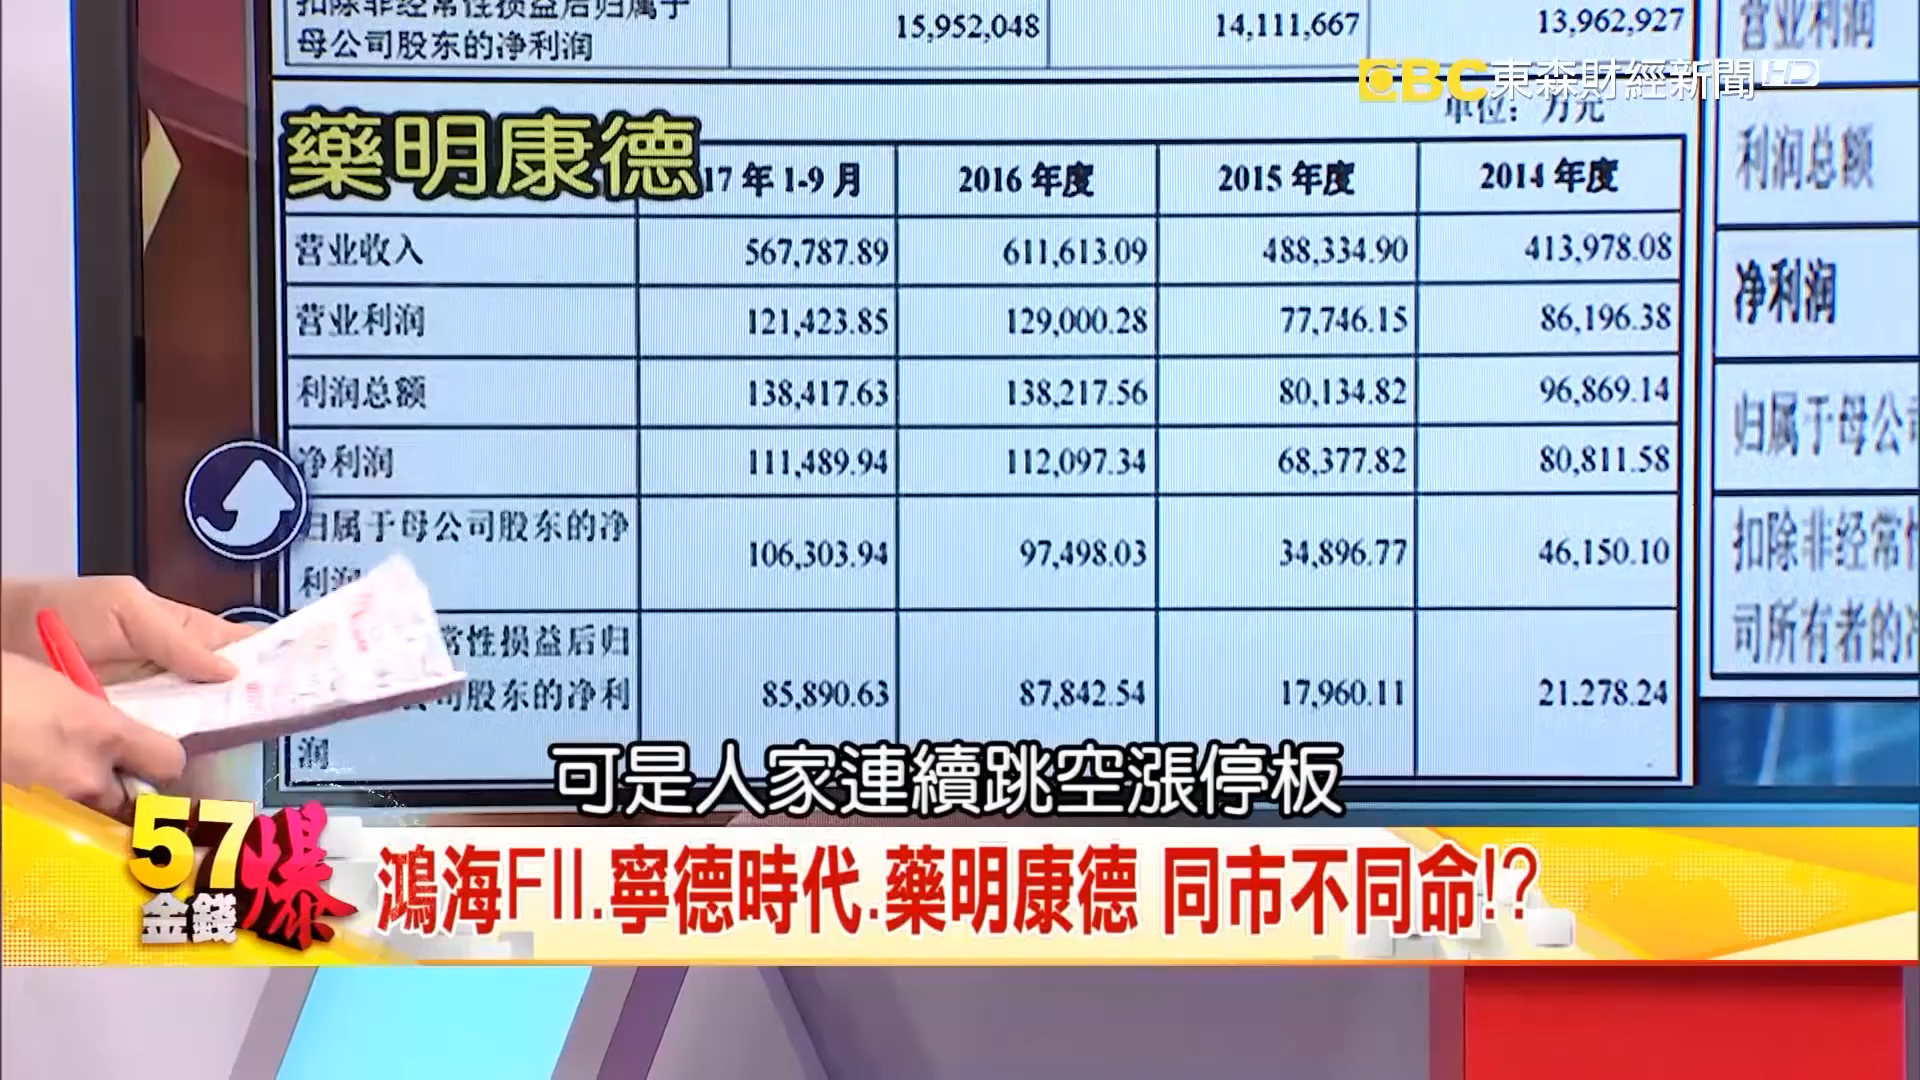 扣除非经常性损益后归属于
母公司股东的净利润 15,952,048 14,111,667 13,962,927
EBC 東森財經新聞 HD
单位：万元
藥明康德
17 年 1-9 月 2016 年度 2015 年度 2014 年度
营业收入 567,787.89 611,613.09 488,334.90 413,978.08
营业利润 121,423.85 129,000.28 77,746.15 86,196.38
利润总额 138,417.63 138,217.56 80,134.82 96,869.14
净利润 111,489.94 112,097.34 68,377.82 80,811.58
归属于母公司股东的净
利润 106,303.94 97,498.03 34,896.77 46,150.10
常性损益后归
公司股东的净利
润 85,890.63 87,842.54 17,960.11 21,278.24
营业利润
利润总额
净利润
归属于母公司
扣除非经常性
司所有者的净
可是人家連續跳空漲停板
57
金錢
爆
鴻海FII.寧德時代.藥明康德 同市不同命!?